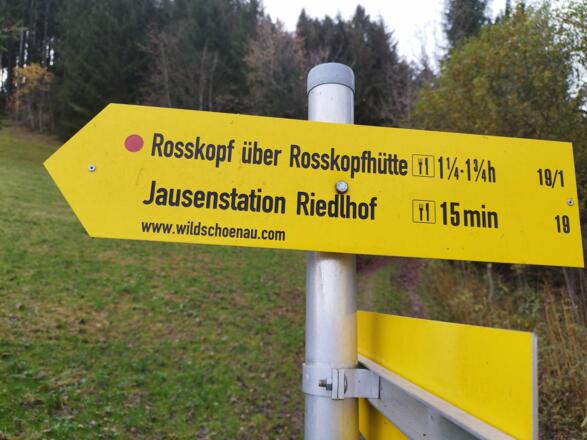 Rosskopf über Rosskopfhütte 1¼-1¾h 19/1
Jausenstation Riedlhof 15 min 19
www.wildschoenau.com